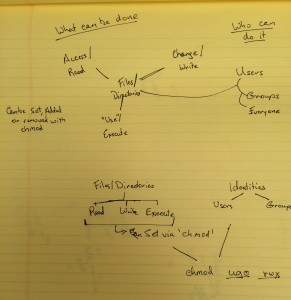 What can be done
Who can
do it
Access/
Read
Change/
Write
Files/
Directories
Users
Groups
Everyone
"Use"/
Execute
Can be Set, Added
or removed with
chmod
Files/Directories
Identities
Read Write Execute
Users Groups
Set via 'chmod'
chmod ugo rwx